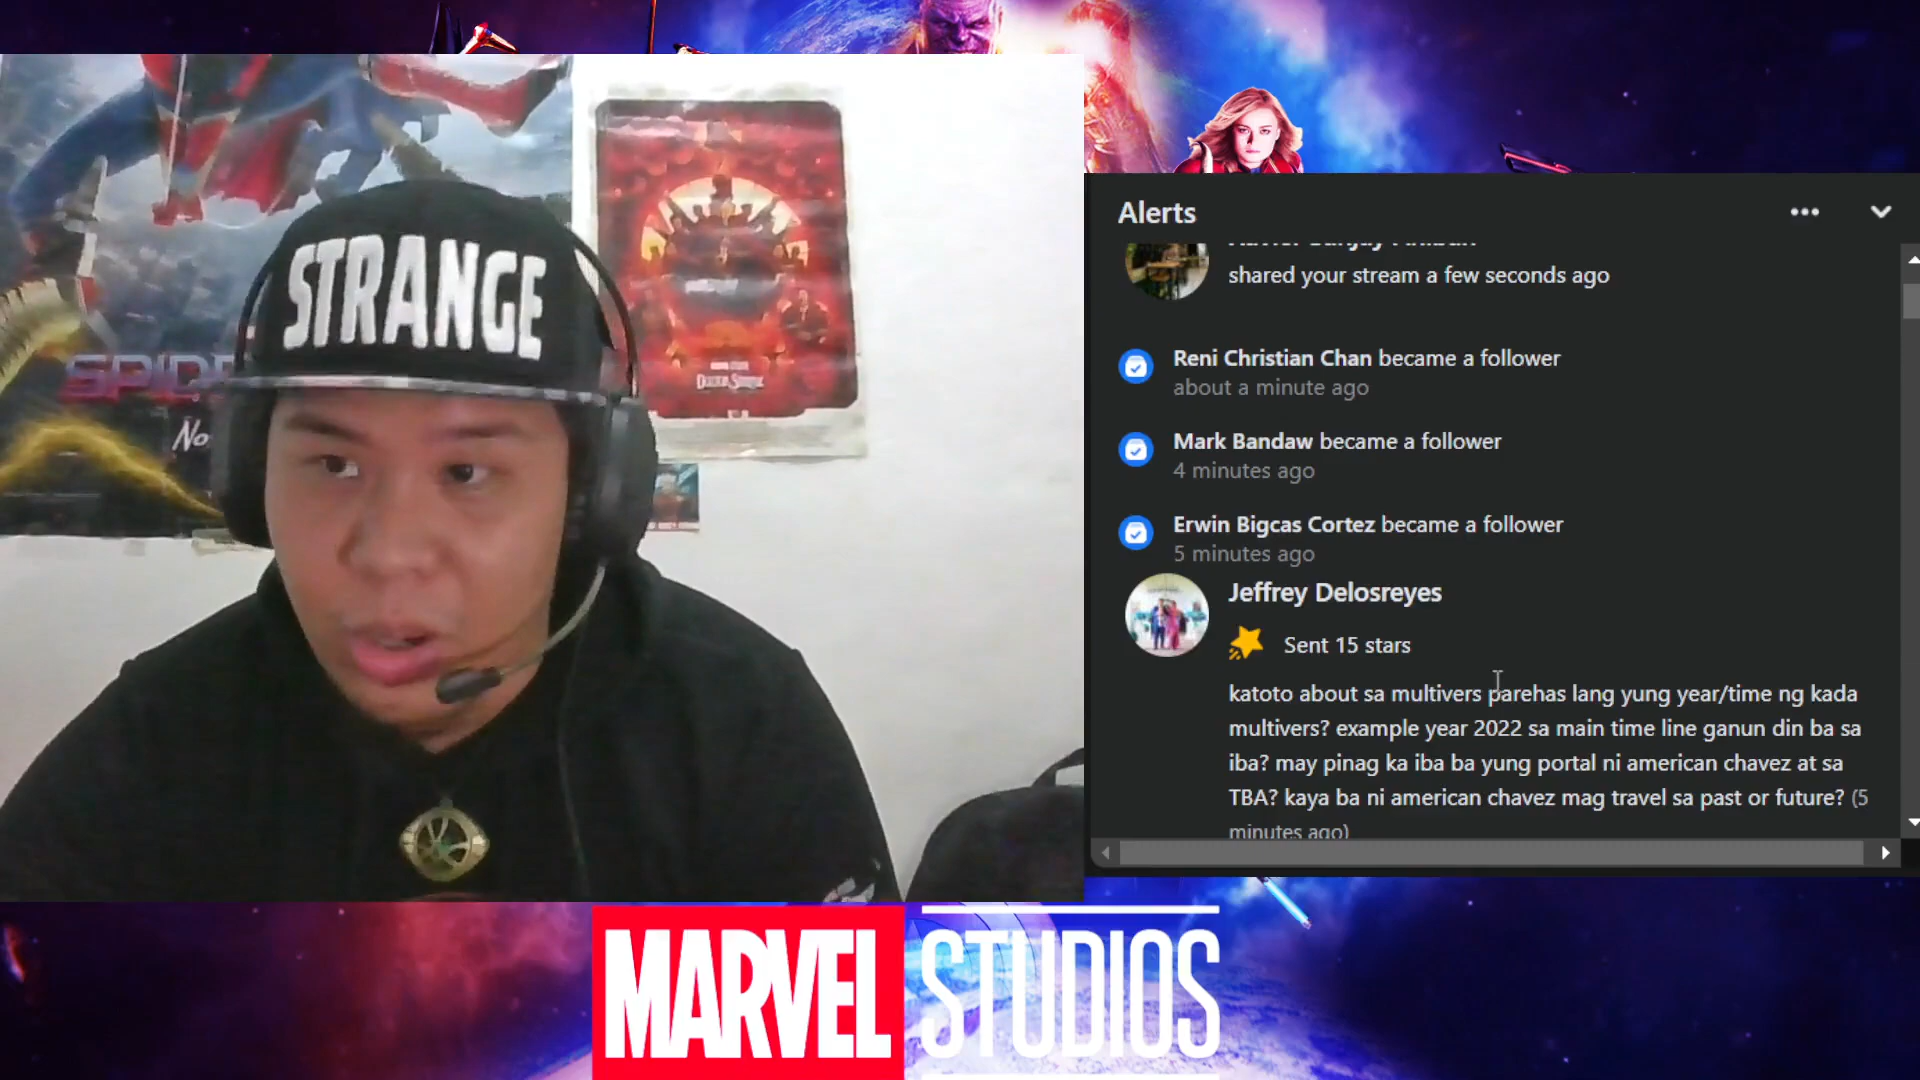 STRANGE
No
DOCTOR STRANGE
Alerts
shared your stream a few seconds ago
Reni Christian Chan became a follower
about a minute ago
Mark Bandaw became a follower
4 minutes ago
Erwin Bigcas Cortez became a follower
5 minutes ago
Jeffrey Delosreyes
Sent 15 stars
katoto about sa multivers parehas lang yung year/time ng kada
multivers? example year 2022 sa main time line ganun din ba sa
iba? may pinag ka iba ba yung portal ni american chavez at sa
TBA? kaya ba ni american chavez mag travel sa past or future? (5
minutes ago)
MARVEL STUDIOS